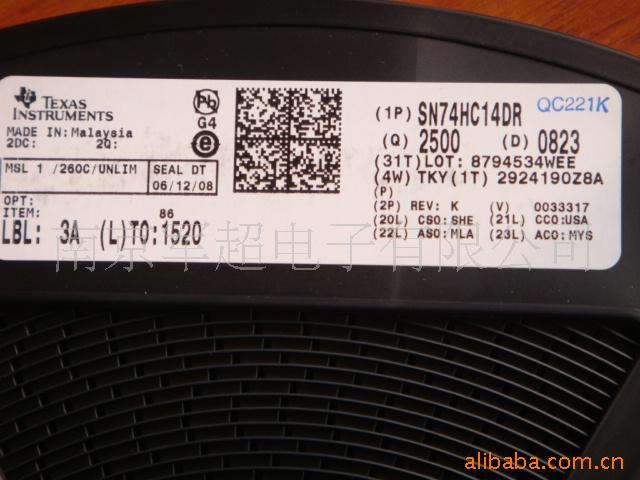 TEXAS
INSTRUMENTS
MADE IN: Malaysia
2DC: 2Q:
MSL 1 /260C/UNLIM SEAL DT
06/12/08
OPT:
ITEM: 86
LBL: 3A (L)TO:1520
Pb
G4
e
(1P) SN74HC14DR QC221K
(Q) 2500 (D) 0823
(31T)LOT: 8794534WEE
(4W) TKY(1T) 2924190Z8A
(P)
(2P) REV: K (V) 0033317
(20L) CSO:SHE (21L) CCO:USA
(22L) ASO:MLA (23L) ACO:MYS
南京军超电子有限公司
alibaba.com.cn